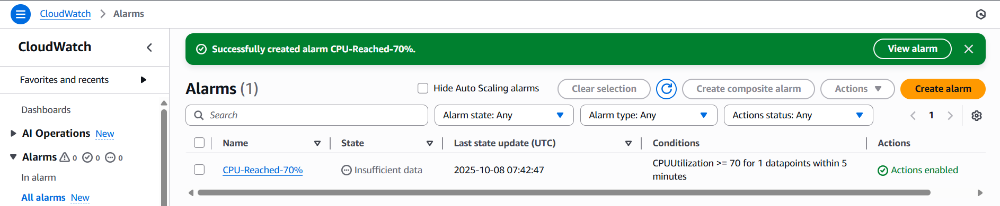 CloudWatch > Alarms
CloudWatch
Favorites and recents
Dashboards
AI Operations New
Alarms 0 0 0
In alarm
All alarms New
Successfully created alarm CPU-Reached-70%.
View alarm
Alarms (1)
Hide Auto Scaling alarms
Clear selection
Create composite alarm
Actions
Create alarm
Search
Alarm state: Any
Alarm type: Any
Actions status: Any
1
Name State Last state update (UTC) Conditions Actions
CPU-Reached-70% Insufficient data 2025-10-08 07:42:47 CPUUtilization >= 70 for 1 datapoints within 5
minutes
Actions enabled